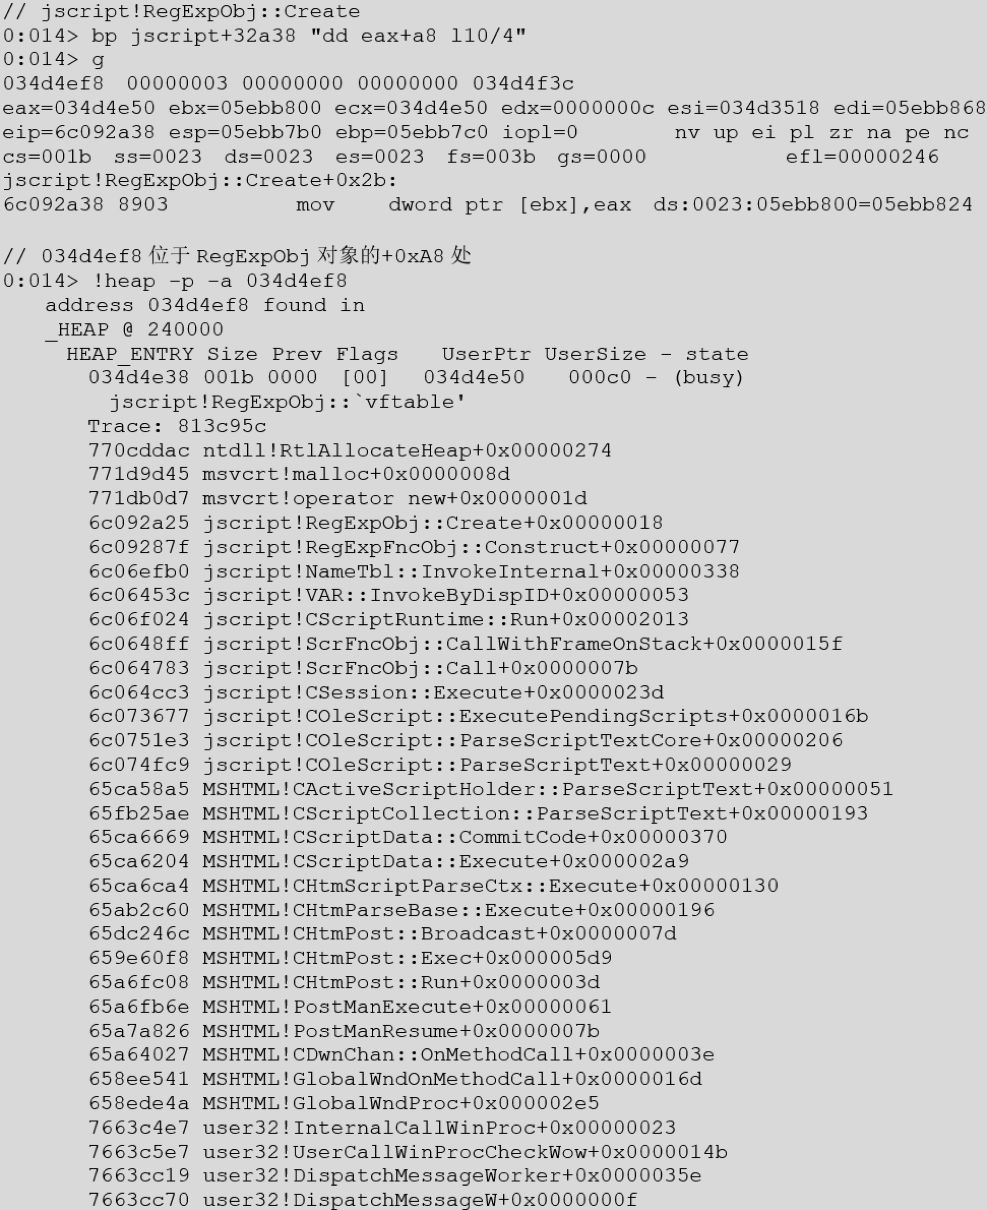 // jscript!RegExpObj::Create
0:014> bp jscript+32a38 "dd eax+a8 l10/4"
0:014> g
034d4ef8  00000003 00000000 00000000 034d4f3c
eax=034d4e50 ebx=05ebb800 ecx=034d4e50 edx=0000000c esi=034d3518 edi=05ebb868
eip=6c092a38 esp=05ebb7b0 ebp=05ebb7c0 iopl=0         nv up ei pl zr na pe nc
cs=001b  ss=0023  ds=0023  es=0023  fs=003b  gs=0000             efl=00000246
jscript!RegExpObj::Create+0x2b:
6c092a38 8903            mov     dword ptr [ebx],eax  ds:0023:05ebb800=05ebb824
// 034d4ef8 位于 RegExpObj 对象的+0xA8 处
0:014> !heap -p -a 034d4ef8
    address 034d4ef8 found in
    _HEAP @ 240000
      HEAP_ENTRY Size Prev Flags    UserPtr UserSize - state
        034d4e38 001b 0000  [00]   034d4e50    000c0 - (busy)
          jscript!RegExpObj::`vftable'
        Trace: 813c95c
        770cddac ntdll!RtlAllocateHeap+0x00000274
        771d9d45 msvcrt!malloc+0x0000008d
        771db0d7 msvcrt!operator new+0x0000001d
        6c092a25 jscript!RegExpObj::Create+0x00000018
        6c09287f jscript!RegExpFncObj::Construct+0x00000077
        6c06efb0 jscript!NameTbl::InvokeInternal+0x00000338
        6c06453c jscript!VAR::InvokeByDispID+0x00000053
        6c06f024 jscript!CScriptRuntime::Run+0x00002013
        6c0648ff jscript!ScrFncObj::CallWithFrameOnStack+0x0000015f
        6c064783 jscript!ScrFncObj::Call+0x0000007b
        6c064cc3 jscript!CSession::Execute+0x0000023d
        6c073677 jscript!COleScript::ExecutePendingScripts+0x0000016b
        6c0751e3 jscript!COleScript::ParseScriptTextCore+0x00000206
        6c074fc9 jscript!COleScript::ParseScriptText+0x00000029
        65ca58a5 MSHTML!CActiveScriptHolder::ParseScriptText+0x00000051
        65fb25ae MSHTML!CScriptCollection::ParseScriptText+0x00000193
        65ca6669 MSHTML!CScriptData::CommitCode+0x00000370
        65ca6204 MSHTML!CScriptData::Execute+0x000002a9
        65ca6ca4 MSHTML!CHtmScriptParseCtx::Execute+0x00000130
        65ab2c60 MSHTML!CHtmParseBase::Execute+0x00000196
        65dc246c MSHTML!CHtmPost::Broadcast+0x0000007d
        659e60f8 MSHTML!CHtmPost::Exec+0x000005d9
        65a6fc08 MSHTML!CHtmPost::Run+0x0000003d
        65a6fb6e MSHTML!PostManExecute+0x00000061
        65a7a826 MSHTML!PostManResume+0x0000007b
        65a64027 MSHTML!CDwnChan::OnMethodCall+0x0000003e
        658ee541 MSHTML!GlobalWndOnMethodCall+0x0000016d
        658ede4a MSHTML!GlobalWndProc+0x000002e5
        7663c4e7 user32!InternalCallWinProc+0x00000023
        7663c5e7 user32!UserCallWinProcCheckWow+0x0000014b
        7663cc19 user32!DispatchMessageWorker+0x0000035e
        7663cc70 user32!DispatchMessageW+0x0000000f